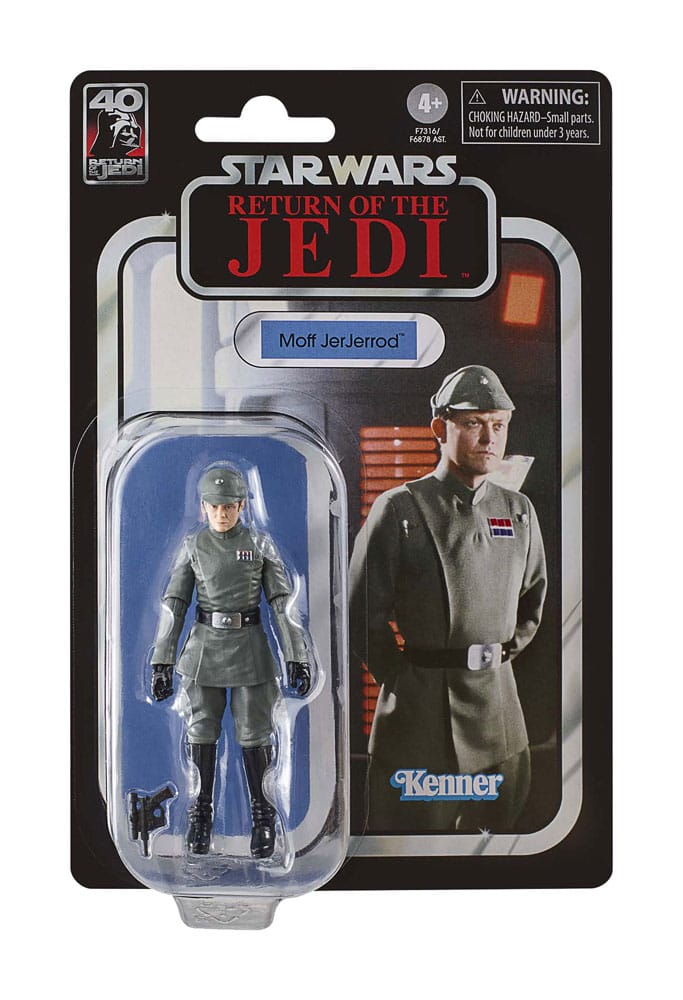 40
RETURN
OF THE
JEDI
4+
F7316/
F6878 AST.
⚠ WARNING:
CHOKING HAZARD–Small parts.
Not for children under 3 years.
STAR WARS
RETURN OF THE
JEDI™
Moff JerJerrod™
Kenner